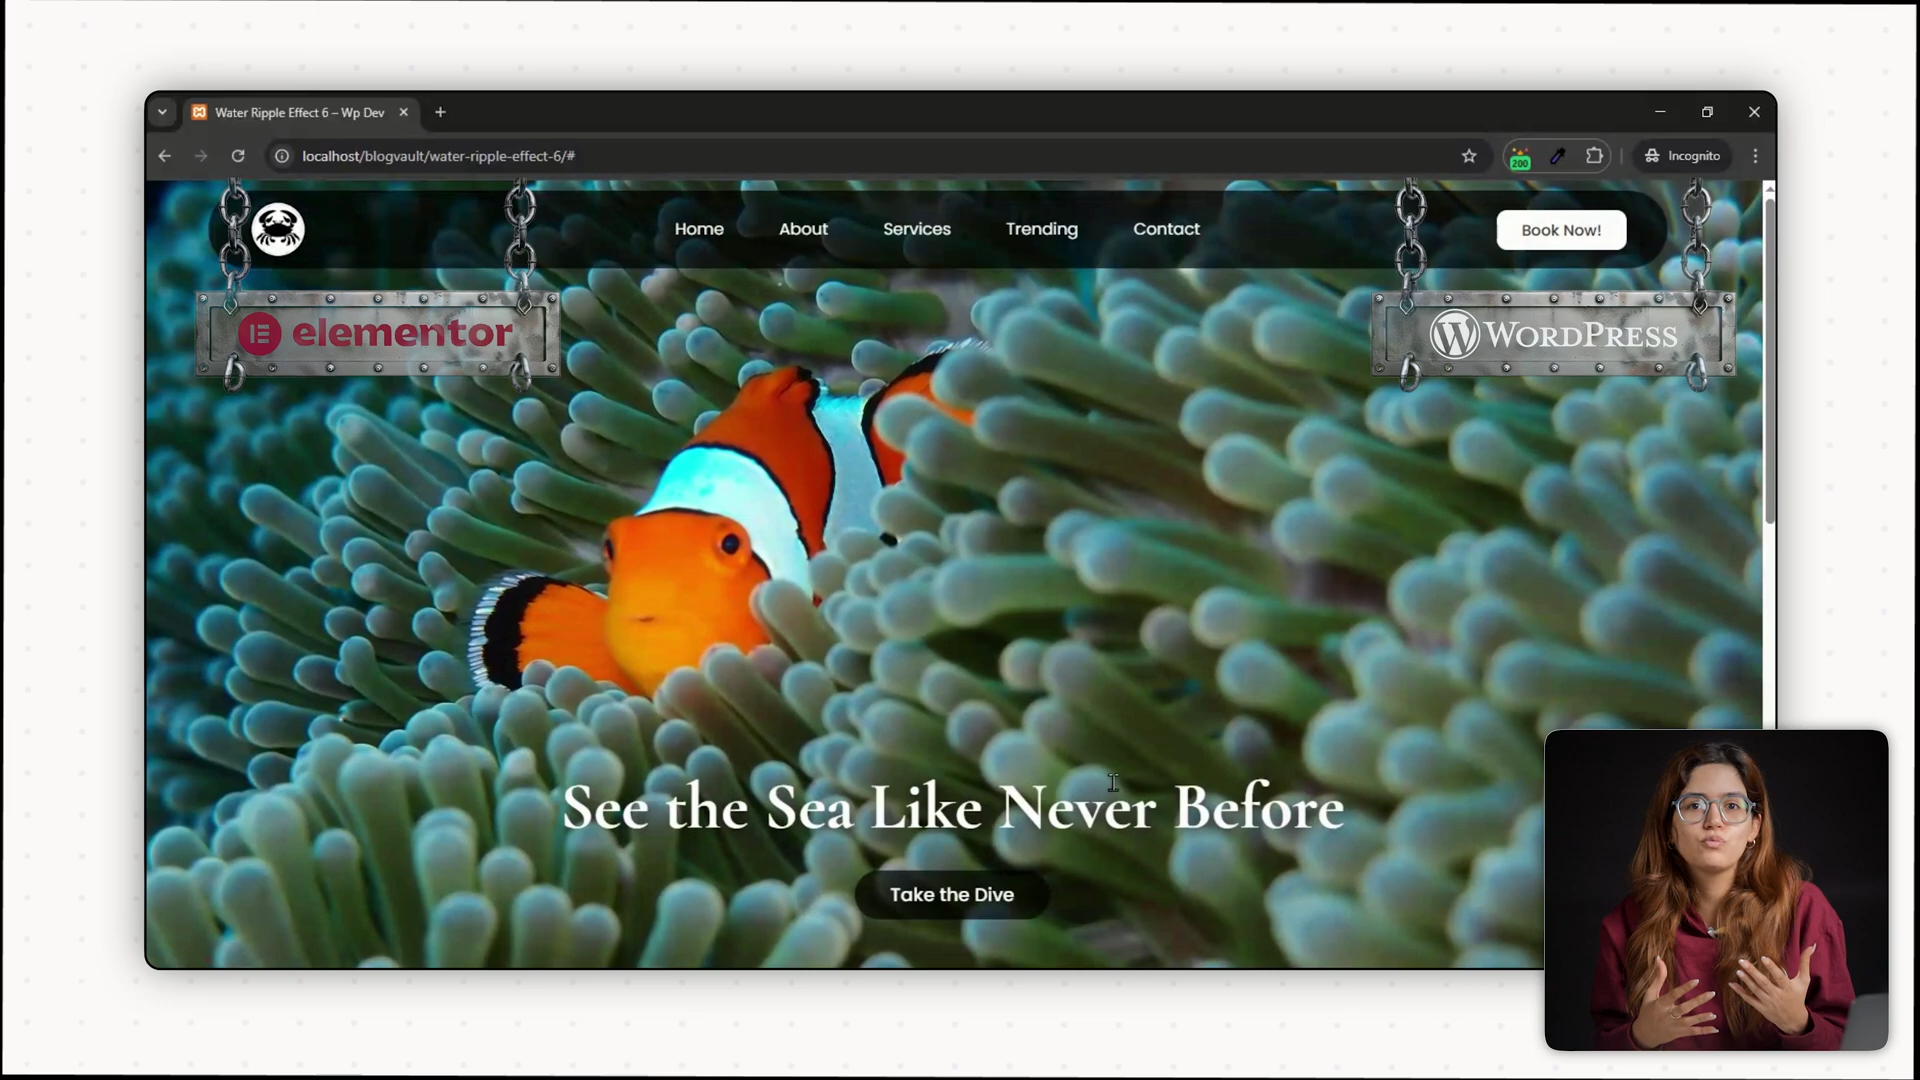 Water Ripple Effect 6 – Wp Dev
localhost/blogvault/water-ripple-effect-6/#
200
Incognito
Home
About
Services
Trending
Contact
Book Now!
elementor
WORDPRESS
See the Sea Like Never Before
Take the Dive